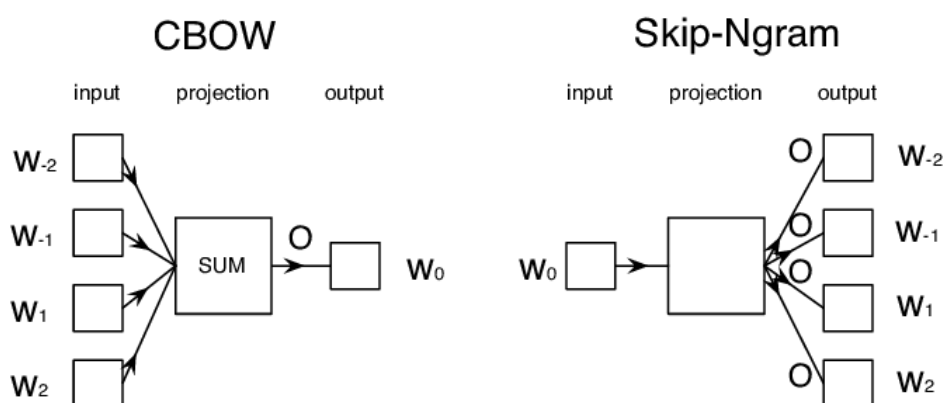 CBOW Skip-Ngram
input projection output input projection output
W-2 O W-2
W-1 O W-1
O
SUM W0 W0
O
W1 W1
W2 O W2